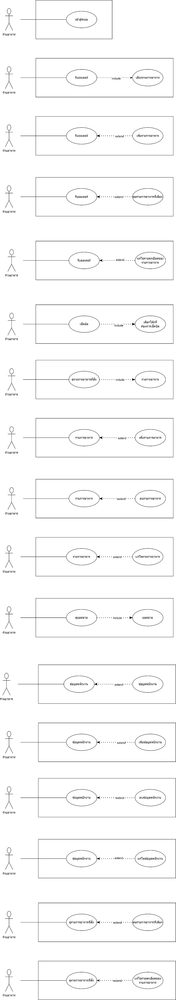 เข้าสู่ระบบ
ร้านอาหาร
รับออเดอร์
include
เลือกรายการอาหาร
ร้านอาหาร
รับออเดอร์
extend
เพิ่มรายการอาหาร
ร้านอาหาร
รับออเดอร์
extend
ลบรายการอาหารที่เลือก
ร้านอาหาร
รับออเดอร์
extend
แก้ไขรายละเอียดของ
รายการอาหาร
ร้านอาหาร
เช็คบิล
include
เลือกโต๊ะที่
ต้องการเช็คบิล
ร้านอาหาร
ดูรายการอาหารที่สั่ง
include
รายการอาหาร
ร้านอาหาร
รายการอาหาร
extend
เพิ่มรายการอาหาร
ร้านอาหาร
รายการอาหาร
extend
ลบรายการอาหาร
ร้านอาหาร
รายการอาหาร
extend
แก้ไขรายการอาหาร
ร้านอาหาร
ดูยอดขาย
include
ยอดขาย
ร้านอาหาร
ข้อมูลพนักงาน
extend
ข้อมูลพนักงาน
ร้านอาหาร
ข้อมูลพนักงาน
extend
เพิ่มข้อมูลพนักงาน
ร้านอาหาร
ข้อมูลพนักงาน
extend
ลบข้อมูลพนักงาน
ร้านอาหาร
ข้อมูลพนักงาน
extend
แก้ไขข้อมูลพนักงาน
ร้านอาหาร
ดูรายการอาหารที่สั่ง
extend
ลบรายการอาหารที่เลือก
ร้านอาหาร
ดูรายการอาหารที่สั่ง
extend
แก้ไขรายละเอียดของ
รายการอาหาร
ร้านอาหาร